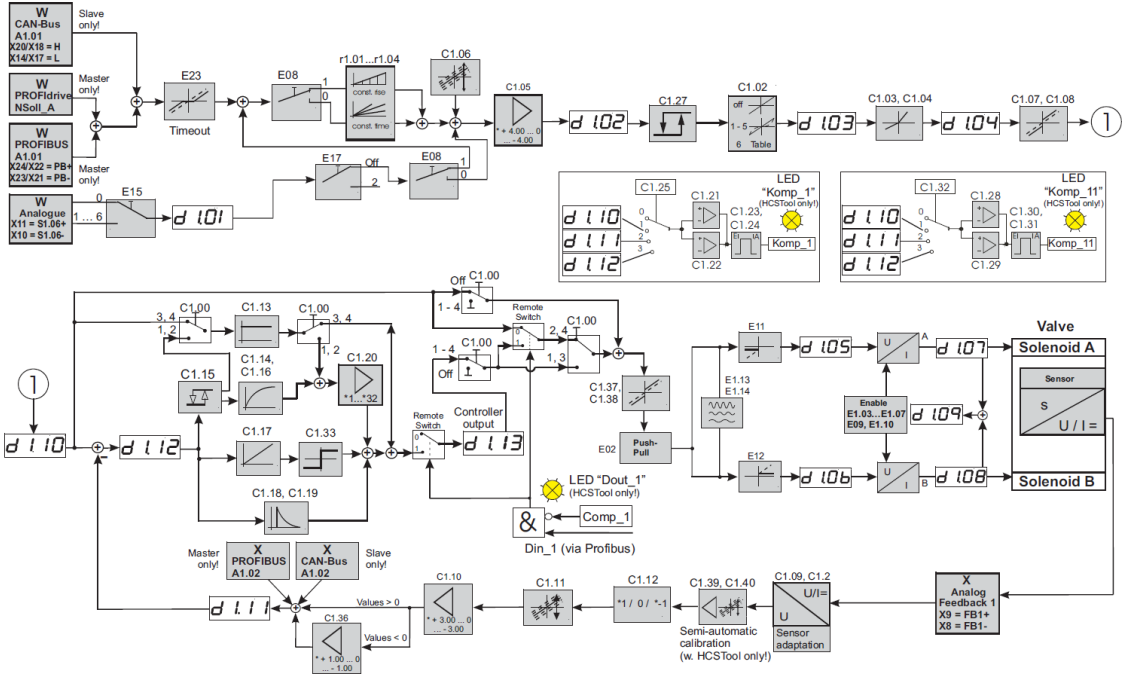 W
CAN-Bus
A1.01
X20/X18 = H
X14/X17 = L
Slave
only!
W
PROFIdrive
NSoll_A
Master
only!
W
PROFIBUS
A1.01
X24/X22 = PB+
X23/X21 = PB-
Master
only!
W
Analogue
X11 = S1.06+
X10 = S1.06-
0
1 ... 6
E15
d 1.01
E23
Timeout
E08
1
0
r1.01...r1.04
const. rise
const. time
C1.06
E17
Off
2
E08
1
0
C1.05
* + 4.00 ... 0
... - 4.00
d 1.02
C1.27
C1.02
off
1 - 5
6 Table
d 1.03
C1.03, C1.04
d 1.04
C1.07, C1.08
1
C1.25
d 1.10
d 1.11
d 1.12
0
1
2
3
C1.21
C1.22
C1.23,
C1.24
E
IA
LED
"Komp_1"
(HCSTool only!)
Komp_1
C1.32
d 1.10
d 1.11
d 1.12
0
1
2
3
C1.28
C1.29
C1.30,
C1.31
E
IA
LED
"Komp_11"
(HCSTool only!)
Komp_11
1
d 1.10
d 1.12
C1.00
3, 4
1, 2
C1.13
C1.00
3, 4
1, 2
C1.15
C1.14,
C1.16
C1.20
*1...*32
C1.17
C1.33
C1.18, C1.19
Remote
Switch
0
1
Controller
output
d 1.13
Off
C1.00
1 - 4
1 - 4
C1.00
Off
Remote
Switch
0
1
2, 4
C1.00
1, 3
LED "Dout_1"
(HCSTool only!)
&
Comp_1
Din_1 (via Profibus)
C1.37,
C1.38
E02
Push-
Pull
E1.13
E1.14
E11
E12
d 1.05
d 1.06
U
I
A
U
I
B
Enable
E1.03...E1.07
E09, E1.10
d 1.07
d 1.09
d 1.08
Valve
Solenoid A
Sensor
S
U / I =
Solenoid B
X
Analog
Feedback 1
X9 = FB1+
X8 = FB1-
C1.09, C1.2
U/I=
U
Sensor
adaptation
C1.39, C1.40
Semi-automatic
calibration
(w. HCSTool only!)
C1.12
*1 / 0 / *-1
C1.11
C1.10
* + 3.00 ... 0
... - 3.00
Values > 0
Values < 0
C1.36
* + 1.00 ... 0
... - 1.00
Master
only!
X
PROFIBUS
A1.02
X
CAN-Bus
A1.02
Slave
only!
d 1.11